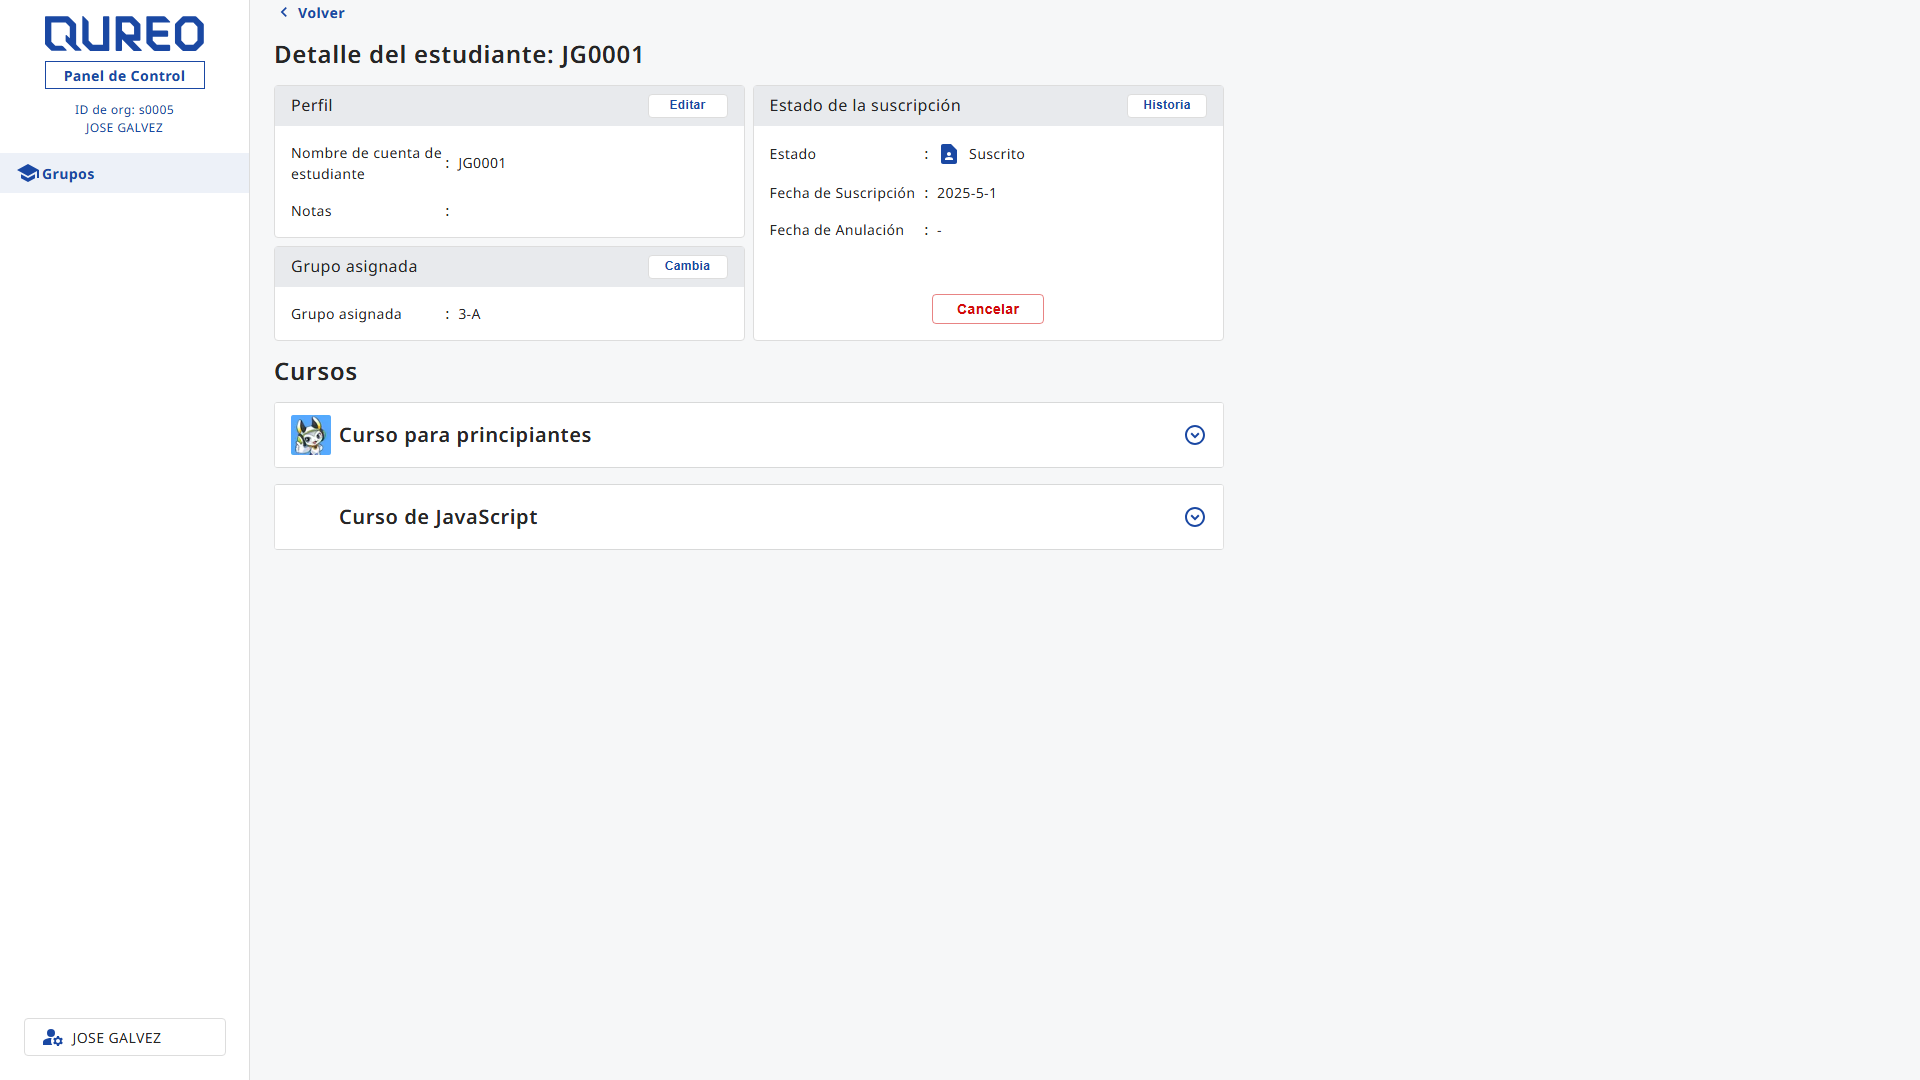 QUREO
Panel de Control
ID de org: s0005
JOSE GALVEZ
Grupos
JOSE GALVEZ
Volver
Detalle del estudiante: JG0001
Perfil
Editar
Nombre de cuenta de
estudiante
: JG0001
Notas :
Grupo asignada
Cambia
Grupo asignada : 3-A
Estado de la suscripción
Historia
Estado : Suscrito
Fecha de Suscripción : 2025-5-1
Fecha de Anulación : -
Cancelar
Cursos
Curso para principiantes
Curso de JavaScript